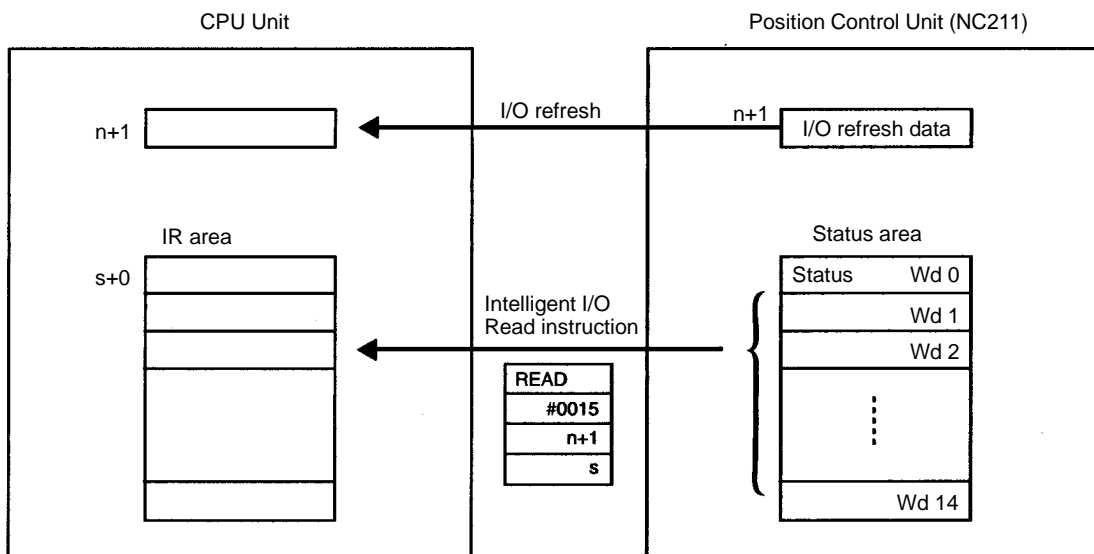 CPU Unit
Position Control Unit (NC211)
I/O refresh
n+1
n+1
I/O refresh data
IR area
Status area
s+0
Status Wd 0
Intelligent I/O
Read instruction
Wd 1
Wd 2
READ
#0015
n+1
s
Wd 14